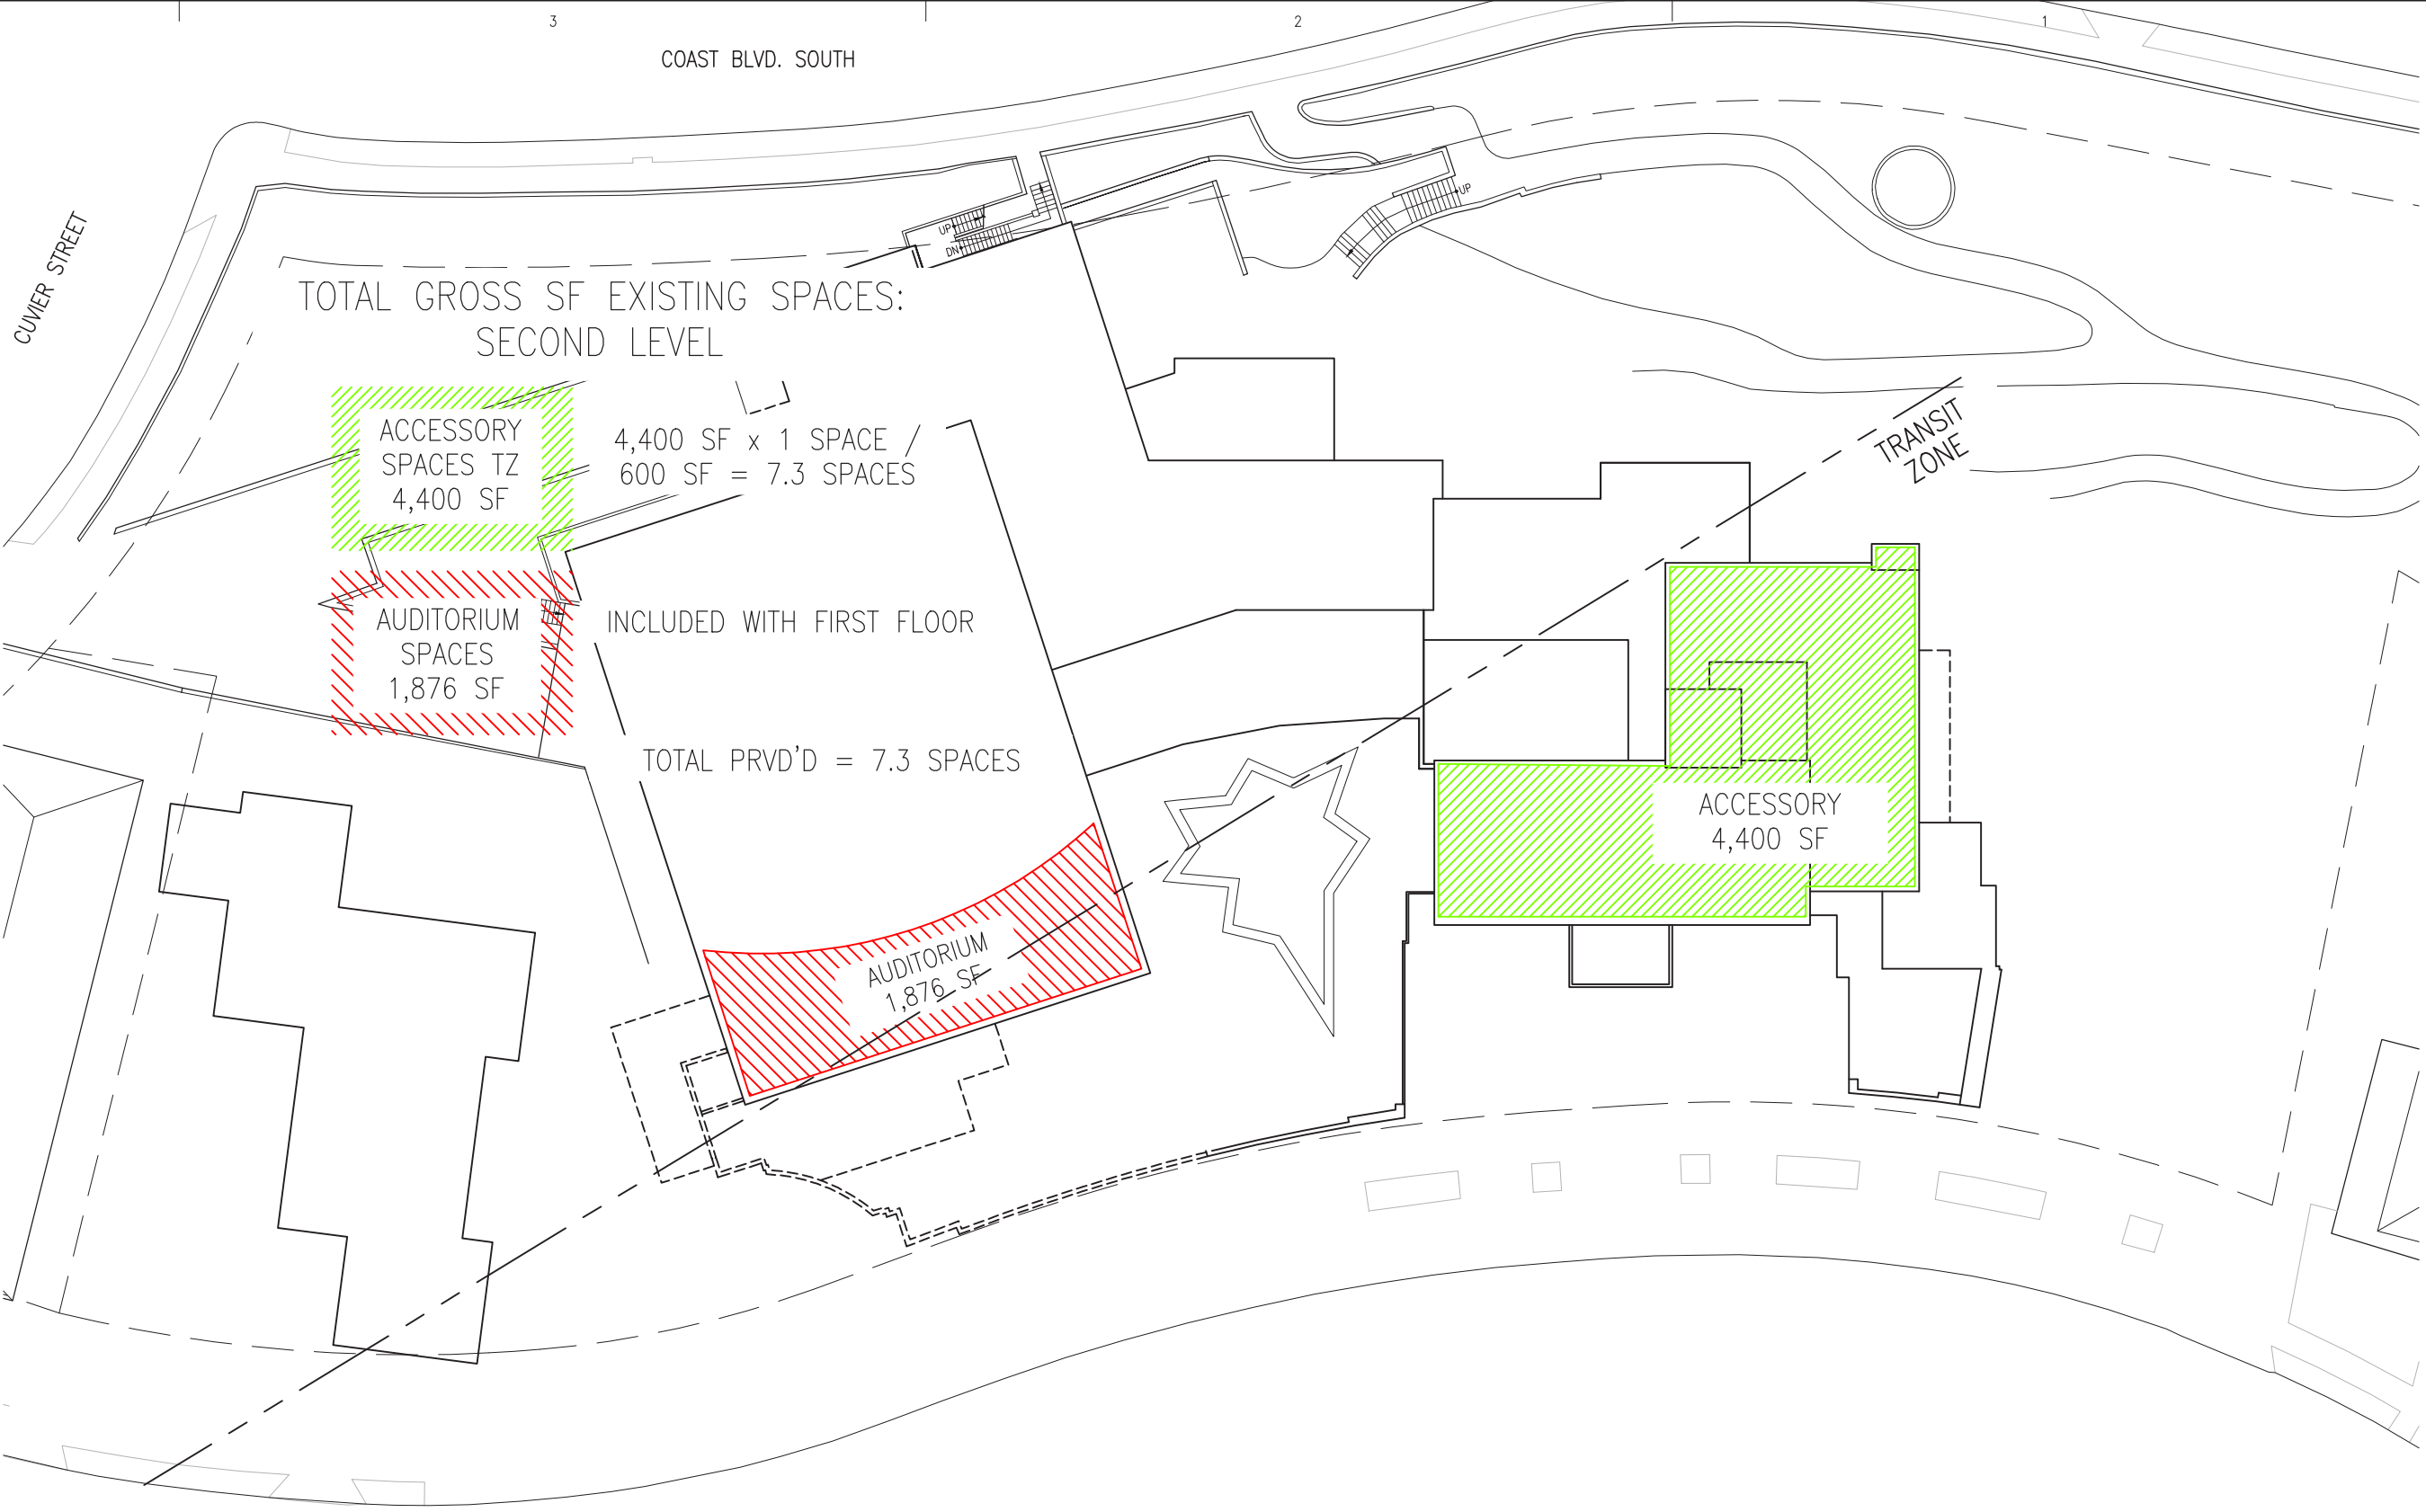 3
2
1
COAST BLVD. SOUTH
CUVIER STREET
UP
DN
UP
TOTAL GROSS SF EXISTING SPACES:
SECOND LEVEL
ACCESSORY
SPACES TZ
4,400 SF
4,400 SF x 1 SPACE /
600 SF = 7.3 SPACES
TRANSIT
ZONE
AUDITORIUM
SPACES
1,876 SF
INCLUDED WITH FIRST FLOOR
TOTAL PRVD'D = 7.3 SPACES
ACCESSORY
4,400 SF
AUDITORIUM
1,876 SF